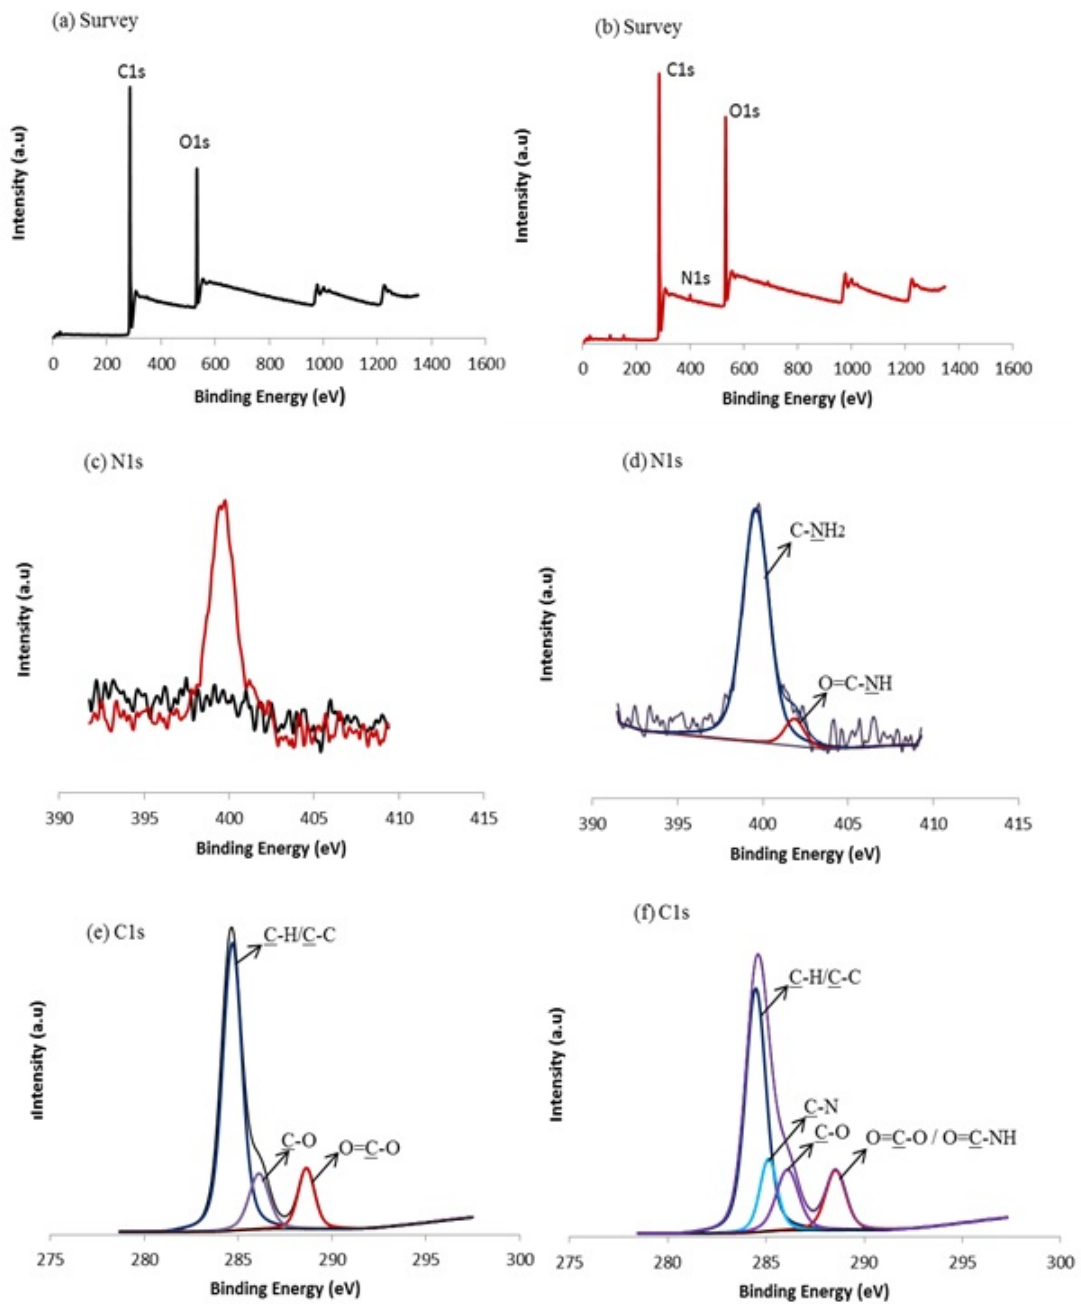 (a) Survey
C1s
O1s
Intensity (a.u)
0 200 400 600 800 1000 1200 1400 1600
Binding Energy (eV)
(b) Survey
C1s
O1s
N1s
Intensity (a.u)
0 200 400 600 800 1000 1200 1400 1600
Binding Energy (eV)
(c) N1s
Intensity (a.u)
390 395 400 405 410 415
Binding Energy (eV)
(d) N1s
C-NH2
O=C-NH
Intensity (a.u)
390 395 400 405 410 415
Binding Energy (eV)
(e) C1s
C-H/C-C
C-O
O=C-O
Intensity (a.u)
275 280 285 290 295 300
Binding Energy (eV)
(f) C1s
C-H/C-C
C-N
C-O
O=C-O / O=C-NH
Intensity (a.u)
275 280 285 290 295 300
Binding Energy (eV)